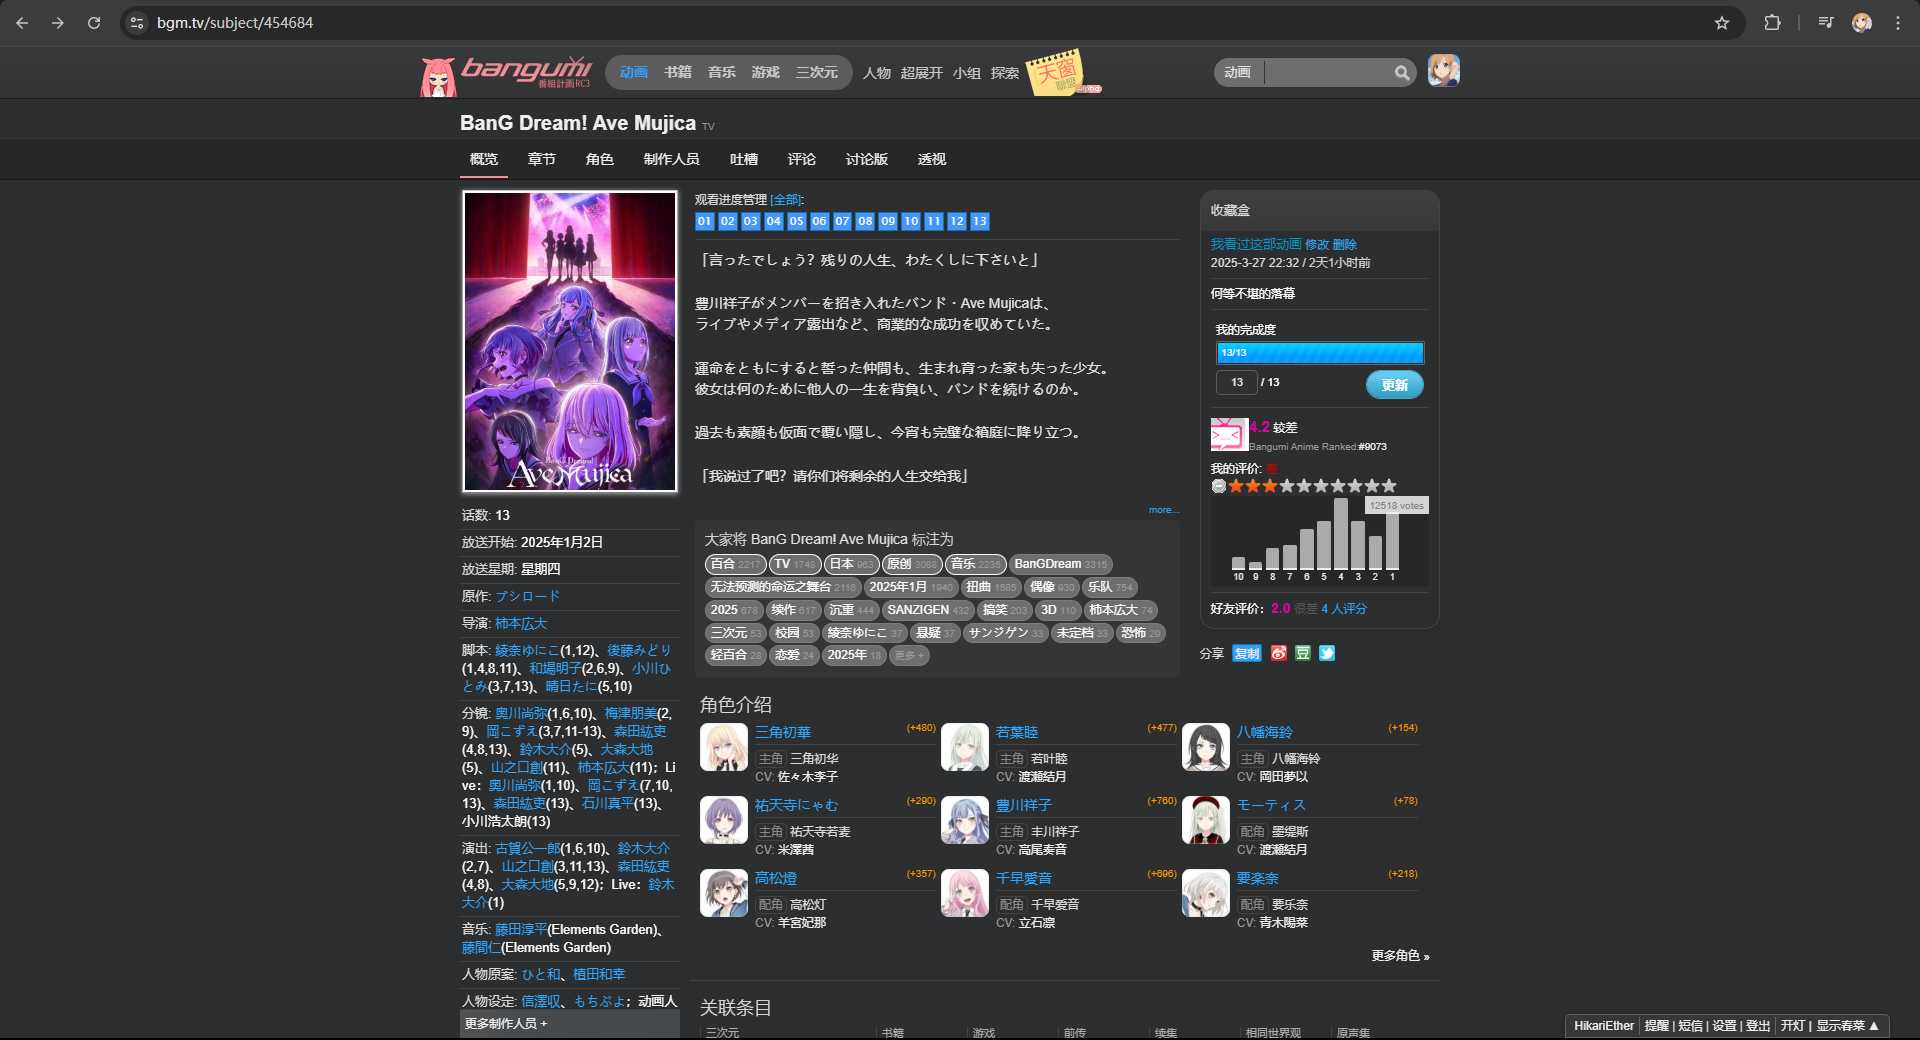 bgm.tv/subject/454684
bangumi
番組計画RC3
动画 书籍 音乐 游戏 三次元 人物 超展开 小组 探索
天窗
联盟
alpha
动画
BanG Dream! Ave Mujica TV
概览 章节 角色 制作人员 吐槽 评论 讨论版 透视
BanG Dream!
Ave Mujica
话数: 13
放送开始: 2025年1月2日
放送星期: 星期四
原作: ブシロード
导演: 柿本広大
脚本: 綾奈ゆにこ(1,12)、後藤みどり
(1,4,8,11)、和場明子(2,6,9)、小川ひ
とみ(3,7,13)、晴日たに(5,10)
分镜: 奥川尚弥(1,6,10)、梅津朋美(2,
9)、岡こずえ(3,7,11-13)、森田紘吏
(4,8,13)、鈴木大介(5)、大森大地
(5)、山之口創(11)、柿本広大(11)；Li
ve：奥川尚弥(1,10)、岡こずえ(7,10,
13)、森田紘吏(13)、石川真平(13)、
小川浩太朗(13)
演出: 古賀公一郎(1,6,10)、鈴木大介
(2,7)、山之口創(3,11,13)、森田紘吏
(4,8)、大森大地(5,9,12)；Live：鈴木
大介(1)
音乐: 藤田淳平(Elements Garden)、
藤間仁(Elements Garden)
人物原案: ひと和、植田和幸
人物设定: 信澤収、もちぷよ；动画人
更多制作人员 +
观看进度管理 [全部]:
01 02 03 04 05 06 07 08 09 10 11 12 13
「言ったでしょう？残りの人生、わたくしに下さいと」
豊川祥子がメンバーを招き入れたバンド・Ave Mujicaは、
ライブやメディア露出など、商業的な成功を収めていた。
運命をともにすると誓った仲間も、生まれ育った家も失った少女。
彼女は何のために他人の一生を背負い、バンドを続けるのか。
過去も素顔も仮面で覆い隠し、今宵も完璧な箱庭に降り立つ。
「我说过了吧？请你们将剩余的人生交给我」
more...
大家将 BanG Dream! Ave Mujica 标注为
百合 2217 TV 1748 日本 963 原创 3088 音乐 2235 BanGDream 3315
无法预测的命运之舞台 2116 2025年1月 1940 扭曲 1585 偶像 930 乐队 754
2025 678 续作 617 沉重 444 SANZIGEN 432 搞笑 203 3D 110 柿本広大 74
三次元 53 校园 53 綾奈ゆにこ 37 悬疑 37 サンジゲン 33 未定档 33 恐怖 29
轻百合 28 恋爱 24 2025年 18 更多 +
角色介绍
三角初華 (+480)
主角 三角初华
CV: 佐々木李子
若葉睦 (+477)
主角 若叶睦
CV: 渡瀬結月
八幡海鈴 (+154)
主角 八幡海铃
CV: 岡田夢以
祐天寺にゃむ (+290)
主角 祐天寺若麦
CV: 米澤茜
豊川祥子 (+760)
主角 丰川祥子
CV: 高尾奏音
モーティス (+78)
配角 墨缇斯
CV: 渡瀬結月
高松燈 (+357)
配角 高松灯
CV: 羊宮妃那
千早愛音 (+696)
配角 千早爱音
CV: 立石凛
要楽奈 (+218)
配角 要乐奈
CV: 青木陽菜
更多角色 »
关联条目
三次元 书籍 游戏 前传 续集 相同世界观 原声集
收藏盒
我看过这部动画 修改 删除
2025-3-27 22:32 / 2天1小时前
何等不堪的落幕
我的完成度
13/13
13 / 13 更新
4.2 较差
Bangumi Anime Ranked:#9073
我的评价: 差
12518 votes
10 9 8 7 6 5 4 3 2 1
好友评价： 2.0 很差 4 人评分
分享 复制 豆
HikariEther 提醒 | 短信 | 设置 | 登出 开灯 | 显示春菜 ▲